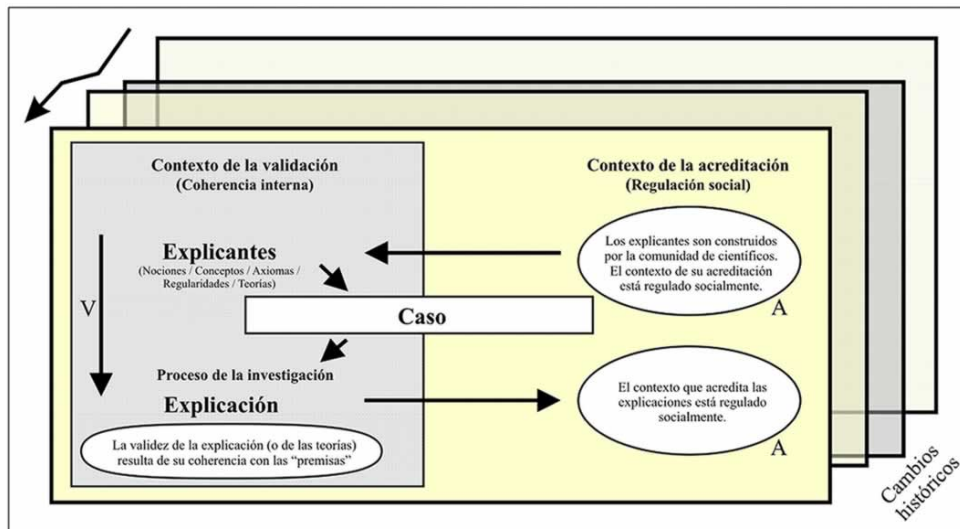 Contexto de la validación
(Coherencia interna)
Contexto de la acreditación
(Regulación social)
Explicantes
(Nociones / Conceptos / Axiomas /
Regularidades / Teorías)
Los explicantes son construidos
por la comunidad de científicos.
El contexto de su acreditación
está regulado socialmente.
A
V
Caso
Proceso de la investigación
Explicación
El contexto que acredita las
explicaciones está regulado
socialmente.
A
La validez de la explicación (o de las teorías)
resulta de su coherencia con las “premisas”
Cambios
históricos